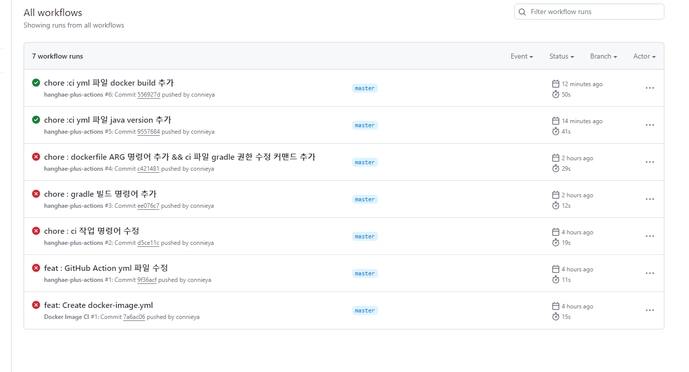 All workflows
Showing runs from all workflows
Filter workflow runs
7 workflow runs
Event
Status
Branch
Actor
chore :ci yml 파일 docker build 추가
hanghae-plus-actions #6: Commit 556927d pushed by connieya
master
12 minutes ago
50s
chore :ci yml 파일 java version 추가
hanghae-plus-actions #5: Commit 9557684 pushed by connieya
master
14 minutes ago
41s
chore : dockerfile ARG 명령어 추가 && ci 파일 gradle 권한 수정 커맨드 추가
hanghae-plus-actions #4: Commit c421481 pushed by connieya
master
2 hours ago
29s
chore : gradle 빌드 명령어 추가
hanghae-plus-actions #3: Commit ee076c7 pushed by connieya
master
2 hours ago
12s
chore : ci 작업 명령어 수정
hanghae-plus-actions #2: Commit d5ce11c pushed by connieya
master
4 hours ago
19s
feat : GitHub Action yml 파일 수정
hanghae-plus-actions #1: Commit 9f36acf pushed by connieya
master
4 hours ago
11s
feat: Create docker-image.yml
Docker Image CI #1: Commit 7a6ac06 pushed by connieya
master
4 hours ago
15s